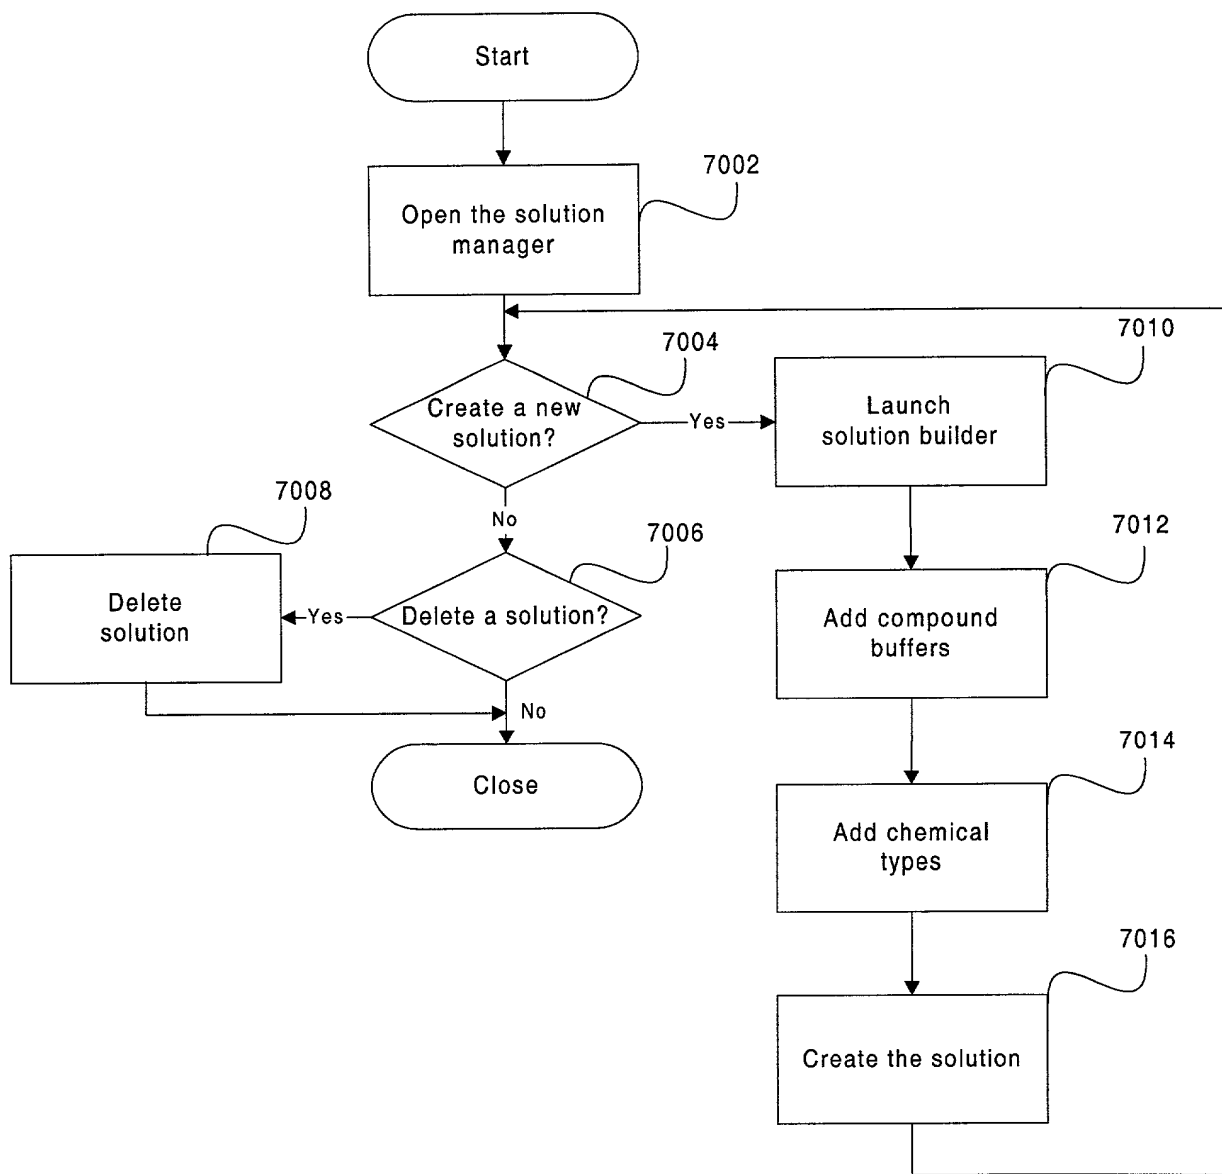 Start
7002
Open the solution
manager
7004
Create a new
solution?
Yes
7010
Launch
solution builder
No
7008
7006
7012
Delete
solution
Yes
Delete a solution?
Add compound
buffers
No
Close
7014
Add chemical
types
7016
Create the solution